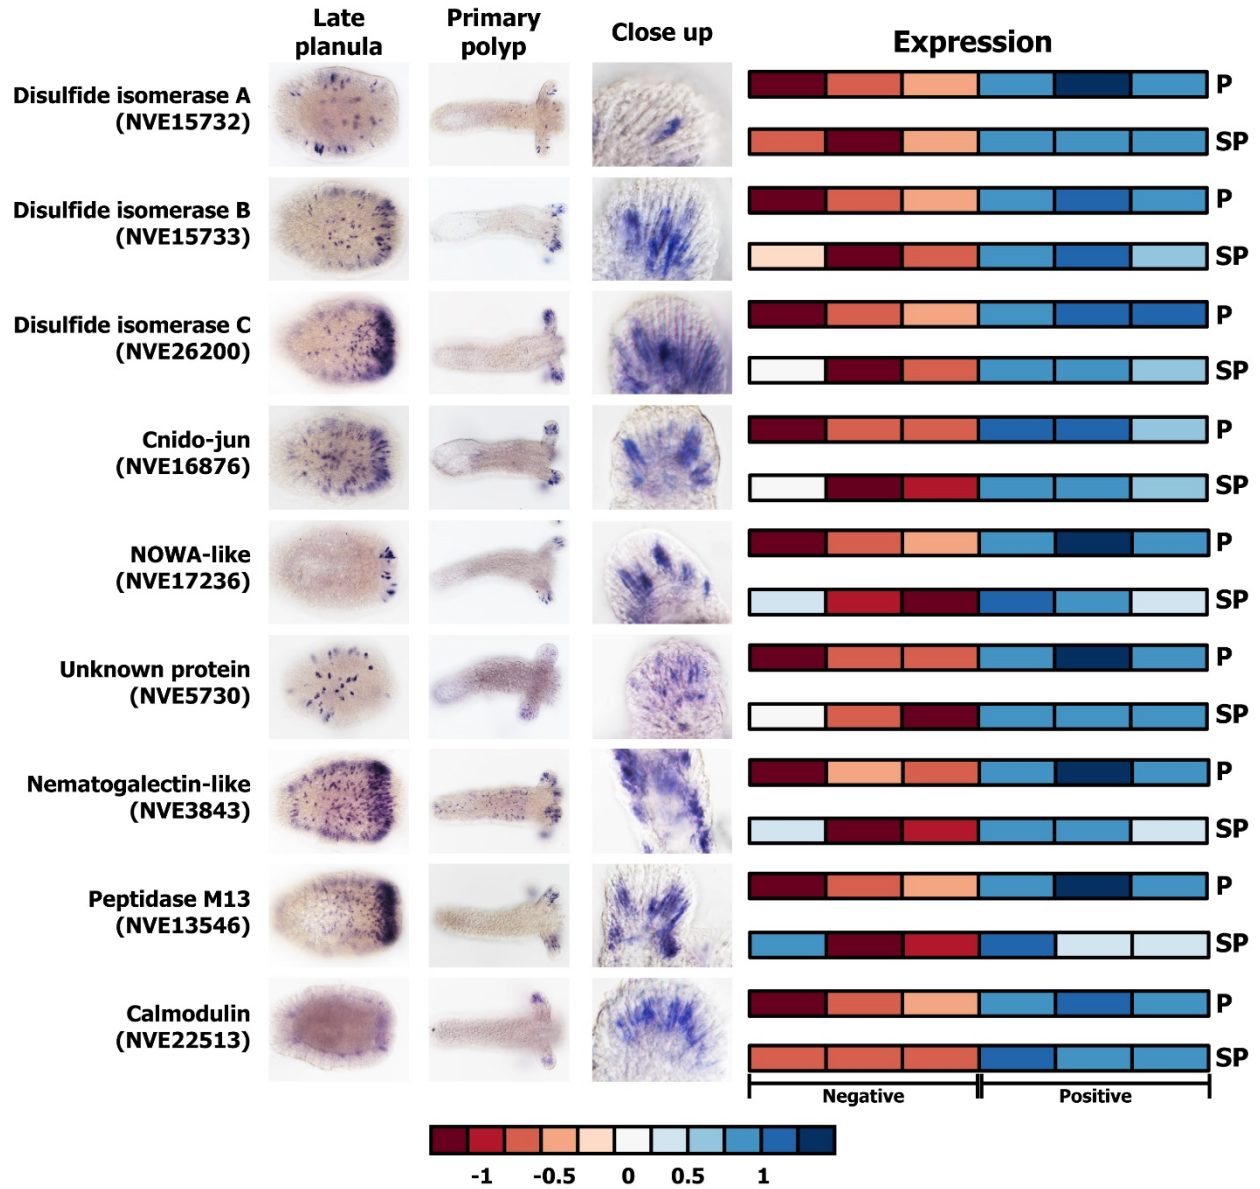 Late
planula
Primary
polyp
Close up
Expression
Disulfide isomerase A
(NVE15732)
P
SP
Disulfide isomerase B
(NVE15733)
P
SP
Disulfide isomerase C
(NVE26200)
P
SP
Cnido-jun
(NVE16876)
P
SP
NOWA-like
(NVE17236)
P
SP
Unknown protein
(NVE5730)
P
SP
Nematogalectin-like
(NVE3843)
P
SP
Peptidase M13
(NVE13546)
P
SP
Calmodulin
(NVE22513)
P
SP
Negative
Positive
-1 -0.5 0 0.5 1